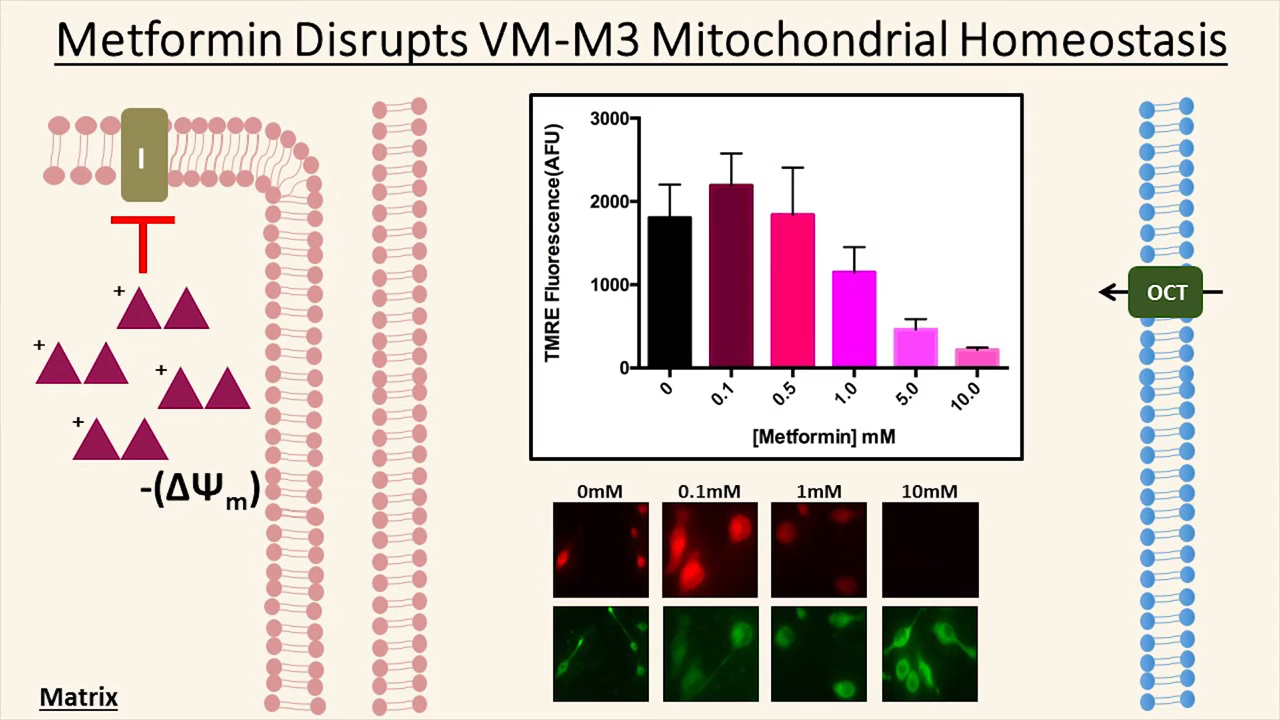 Metformin Disrupts VM-M3 Mitochondrial Homeostasis
I
+
+
+
+
-(ΔΨm)
Matrix
TMRE Fluorescence(AFU)
3000
2000
1000
0
0 0.1 0.5 1.0 5.0 10.0
[Metformin] mM
0mM 0.1mM 1mM 10mM
OCT